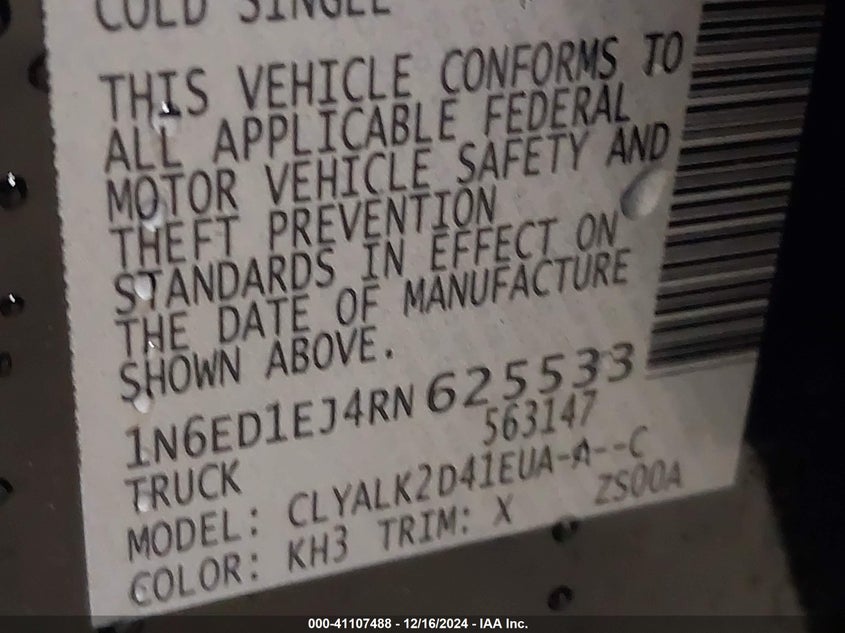 COLD SINGLE
THIS VEHICLE CONFORMS TO
ALL APPLICABLE FEDERAL
MOTOR VEHICLE SAFETY AND
THEFT PREVENTION
STANDARDS IN EFFECT ON
THE DATE OF MANUFACTURE
SHOWN ABOVE.
1N6ED1EJ4RN625533
563147
TRUCK
MODEL: CLYALK2D41EUA-A--C
COLOR: KH3 TRIM: X ZS00A
000-41107488 - 12/16/2024 - IAA Inc.